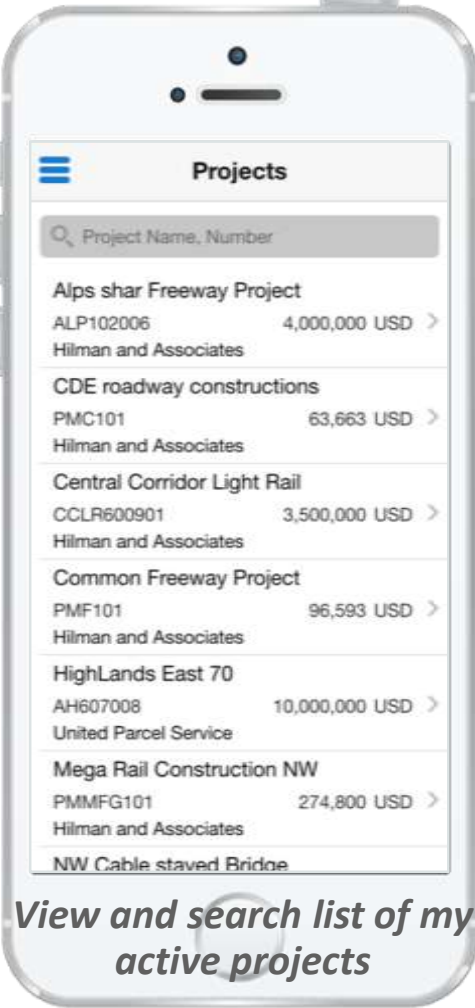 Projects
Project Name, Number
Alps shar Freeway Project
ALP102006 4,000,000 USD
Hilman and Associates
CDE roadway constructions
PMC101 63,663 USD
Hilman and Associates
Central Corridor Light Rail
CCLR600901 3,500,000 USD
Hilman and Associates
Common Freeway Project
PMF101 96,593 USD
Hilman and Associates
HighLands East 70
AH607008 10,000,000 USD
United Parcel Service
Mega Rail Construction NW
PMMFG101 274,800 USD
Hilman and Associates
NW Cable stayed Bridge
View and search list of my
active projects